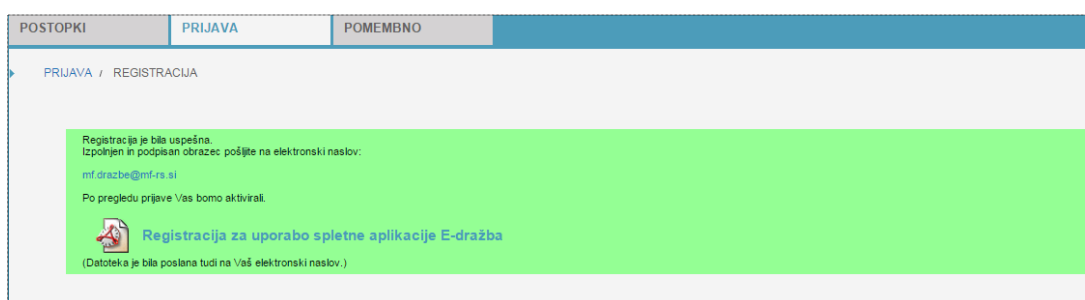 POSTOPKI PRIJAVA POMEMBNO
PRIJAVA / REGISTRACIJA
Registracija je bila uspešna.
Izpolnjen in podpisan obrazec pošljite na elektronski naslov:
mf.drazbe@mf-rs.si
Po pregledu prijave Vas bomo aktivirali.
Registracija za uporabo spletne aplikacije E-dražba
(Datoteka je bila poslana tudi na Vaš elektronski naslov.)